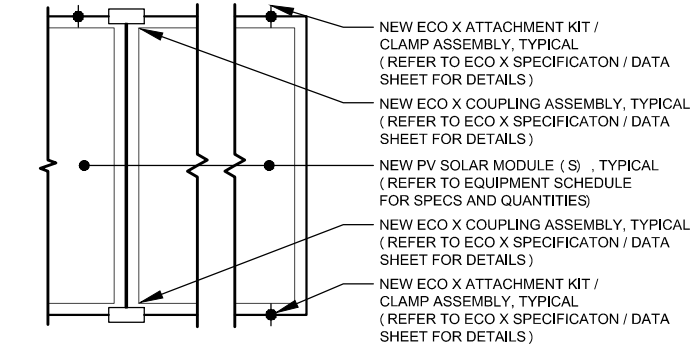 NEW ECO X ATTACHMENT KIT /
CLAMP ASSEMBLY, TYPICAL
( REFER TO ECO X SPECIFICATON / DATA
SHEET FOR DETAILS )
NEW ECO X COUPLING ASSEMBLY, TYPICAL
( REFER TO ECO X SPECIFICATON / DATA
SHEET FOR DETAILS )
NEW PV SOLAR MODULE ( S) , TYPICAL
( REFER TO EQUIPMENT SCHEDULE
FOR SPECS AND QUANTITIES)
NEW ECO X COUPLING ASSEMBLY, TYPICAL
( REFER TO ECO X SPECIFICATON / DATA
SHEET FOR DETAILS )
NEW ECO X ATTACHMENT KIT /
CLAMP ASSEMBLY, TYPICAL
( REFER TO ECO X SPECIFICATON / DATA
SHEET FOR DETAILS )